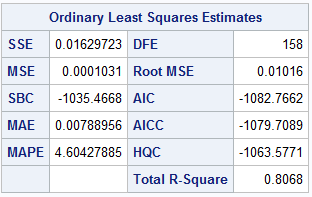 Ordinary Least Squares Estimates
SSE 0.01629723 DFE 158
MSE 0.0001031 Root MSE 0.01016
SBC -1035.4668 AIC -1082.7662
MAE 0.00788956 AICC -1079.7089
MAPE 4.60427885 HQC -1063.5771
Total R-Square 0.8068